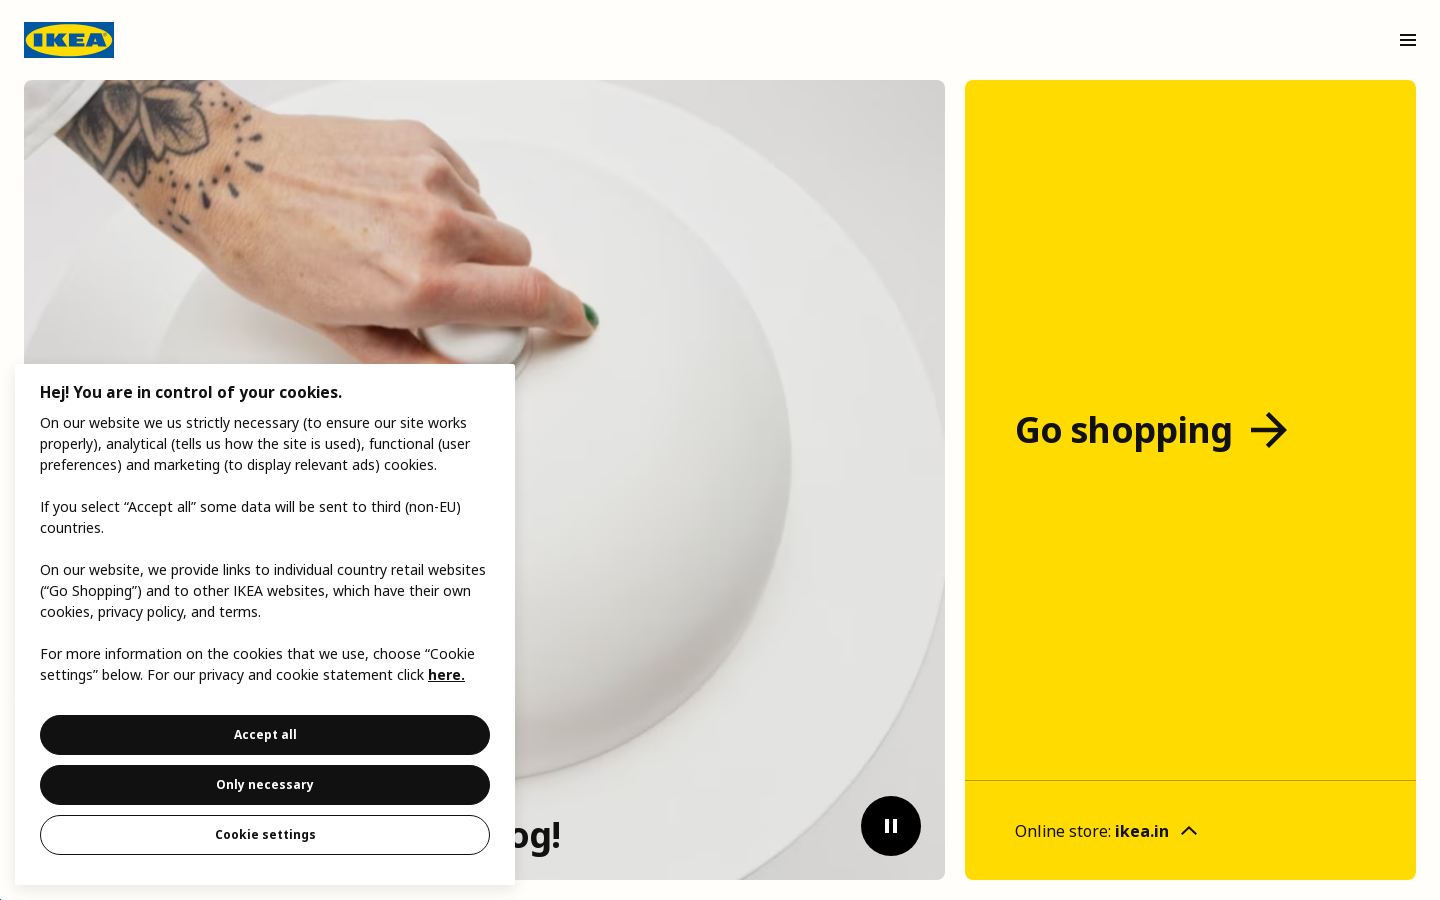 IKEA
Hej! You are in control of your cookies.
On our website we us strictly necessary (to ensure our site works
properly), analytical (tells us how the site is used), functional (user
preferences) and marketing (to display relevant ads) cookies.
If you select “Accept all” some data will be sent to third (non-EU)
countries.
On our website, we provide links to individual country retail websites
(“Go Shopping”) and to other IKEA websites, which have their own
cookies, privacy policy, and terms.
For more information on the cookies that we use, choose “Cookie
settings” below. For our privacy and cookie statement click here.
Accept all
Only necessary
Cookie settings
Go shopping
Online store: ikea.in